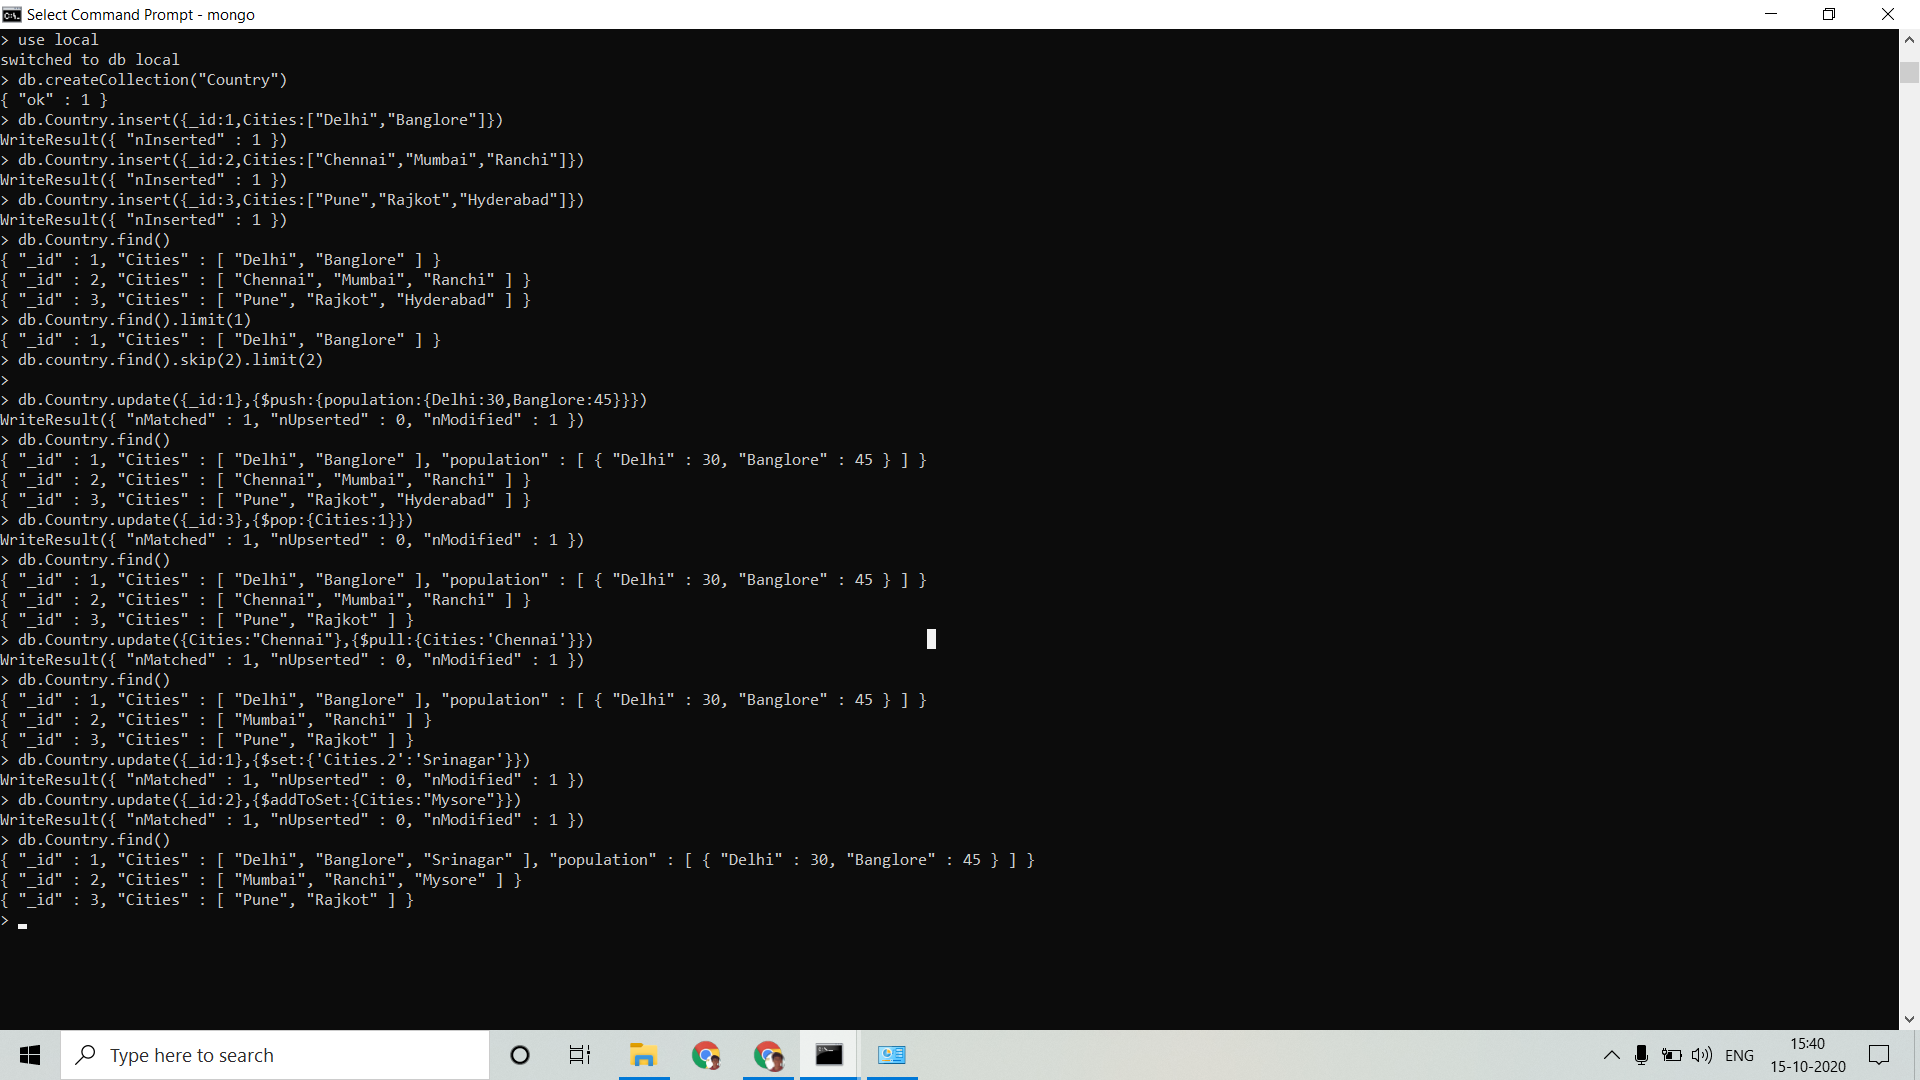 Select Command Prompt - mongo
> use local
switched to db local
> db.createCollection("Country")
{ "ok" : 1 }
> db.Country.insert({_id:1,Cities:["Delhi","Banglore"]})
WriteResult({ "nInserted" : 1 })
> db.Country.insert({_id:2,Cities:["Chennai","Mumbai","Ranchi"]})
WriteResult({ "nInserted" : 1 })
> db.Country.insert({_id:3,Cities:["Pune","Rajkot","Hyderabad"]})
WriteResult({ "nInserted" : 1 })
> db.Country.find()
{ "_id" : 1, "Cities" : [ "Delhi", "Banglore" ] }
{ "_id" : 2, "Cities" : [ "Chennai", "Mumbai", "Ranchi" ] }
{ "_id" : 3, "Cities" : [ "Pune", "Rajkot", "Hyderabad" ] }
> db.Country.find().limit(1)
{ "_id" : 1, "Cities" : [ "Delhi", "Banglore" ] }
> db.country.find().skip(2).limit(2)
>
> db.Country.update({_id:1},{$push:{population:{Delhi:30,Banglore:45}}})
WriteResult({ "nMatched" : 1, "nUpserted" : 0, "nModified" : 1 })
> db.Country.find()
{ "_id" : 1, "Cities" : [ "Delhi", "Banglore" ], "population" : [ { "Delhi" : 30, "Banglore" : 45 } ] }
{ "_id" : 2, "Cities" : [ "Chennai", "Mumbai", "Ranchi" ] }
{ "_id" : 3, "Cities" : [ "Pune", "Rajkot", "Hyderabad" ] }
> db.Country.update({_id:3},{$pop:{Cities:1}})
WriteResult({ "nMatched" : 1, "nUpserted" : 0, "nModified" : 1 })
> db.Country.find()
{ "_id" : 1, "Cities" : [ "Delhi", "Banglore" ], "population" : [ { "Delhi" : 30, "Banglore" : 45 } ] }
{ "_id" : 2, "Cities" : [ "Chennai", "Mumbai", "Ranchi" ] }
{ "_id" : 3, "Cities" : [ "Pune", "Rajkot" ] }
> db.Country.update({Cities:"Chennai"},{$pull:{Cities:'Chennai'}})
WriteResult({ "nMatched" : 1, "nUpserted" : 0, "nModified" : 1 })
> db.Country.find()
{ "_id" : 1, "Cities" : [ "Delhi", "Banglore" ], "population" : [ { "Delhi" : 30, "Banglore" : 45 } ] }
{ "_id" : 2, "Cities" : [ "Mumbai", "Ranchi" ] }
{ "_id" : 3, "Cities" : [ "Pune", "Rajkot" ] }
> db.Country.update({_id:1},{$set:{'Cities.2':'Srinagar'}})
WriteResult({ "nMatched" : 1, "nUpserted" : 0, "nModified" : 1 })
> db.Country.update({_id:2},{$addToSet:{Cities:"Mysore"}})
WriteResult({ "nMatched" : 1, "nUpserted" : 0, "nModified" : 1 })
> db.Country.find()
{ "_id" : 1, "Cities" : [ "Delhi", "Banglore", "Srinagar" ], "population" : [ { "Delhi" : 30, "Banglore" : 45 } ] }
{ "_id" : 2, "Cities" : [ "Mumbai", "Ranchi", "Mysore" ] }
{ "_id" : 3, "Cities" : [ "Pune", "Rajkot" ] }
>
Type here to search
ENG
15:40
15-10-2020